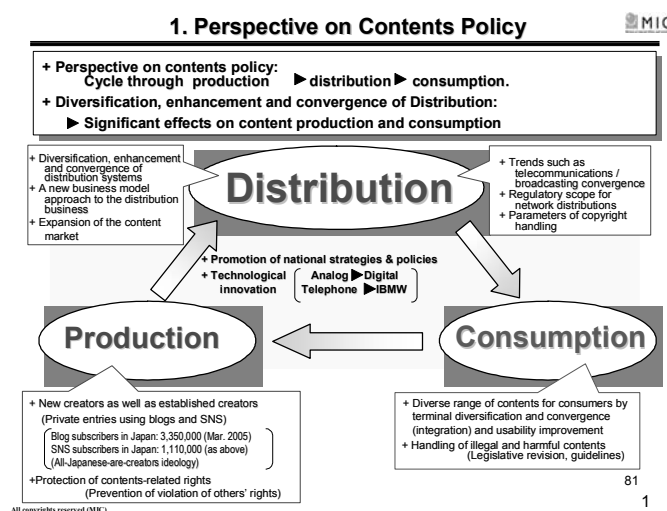 1. Perspective on Contents Policy
MIC
+ Perspective on contents policy:
Cycle through production ▶ distribution ▶ consumption.
+ Diversification, enhancement and convergence of Distribution:
▶ Significant effects on content production and consumption
+ Diversification, enhancement
and convergence of
distribution systems
+ A new business model
approach to the distribution
business
+ Expansion of the content
market
Distribution
+ Trends such as
telecommunications /
broadcasting convergence
+ Regulatory scope for
network distributions
+ Parameters of copyright
handling
+ Promotion of national strategies & policies
+ Technological Analog ▶ Digital
innovation Telephone ▶ IBMW
Production
Consumption
+ New creators as well as established creators
(Private entries using blogs and SNS)
Blog subscribers in Japan: 3,350,000 (Mar. 2005)
SNS subscribers in Japan: 1,110,000 (as above)
(All-Japanese-are-creators ideology)
+Protection of contents-related rights
(Prevention of violation of others' rights)
+ Diverse range of contents for consumers by
terminal diversification and convergence
(integration) and usability improvement
+ Handling of illegal and harmful contents
(Legislative revision, guidelines)
81
1
All copyrights reserved (MIC)